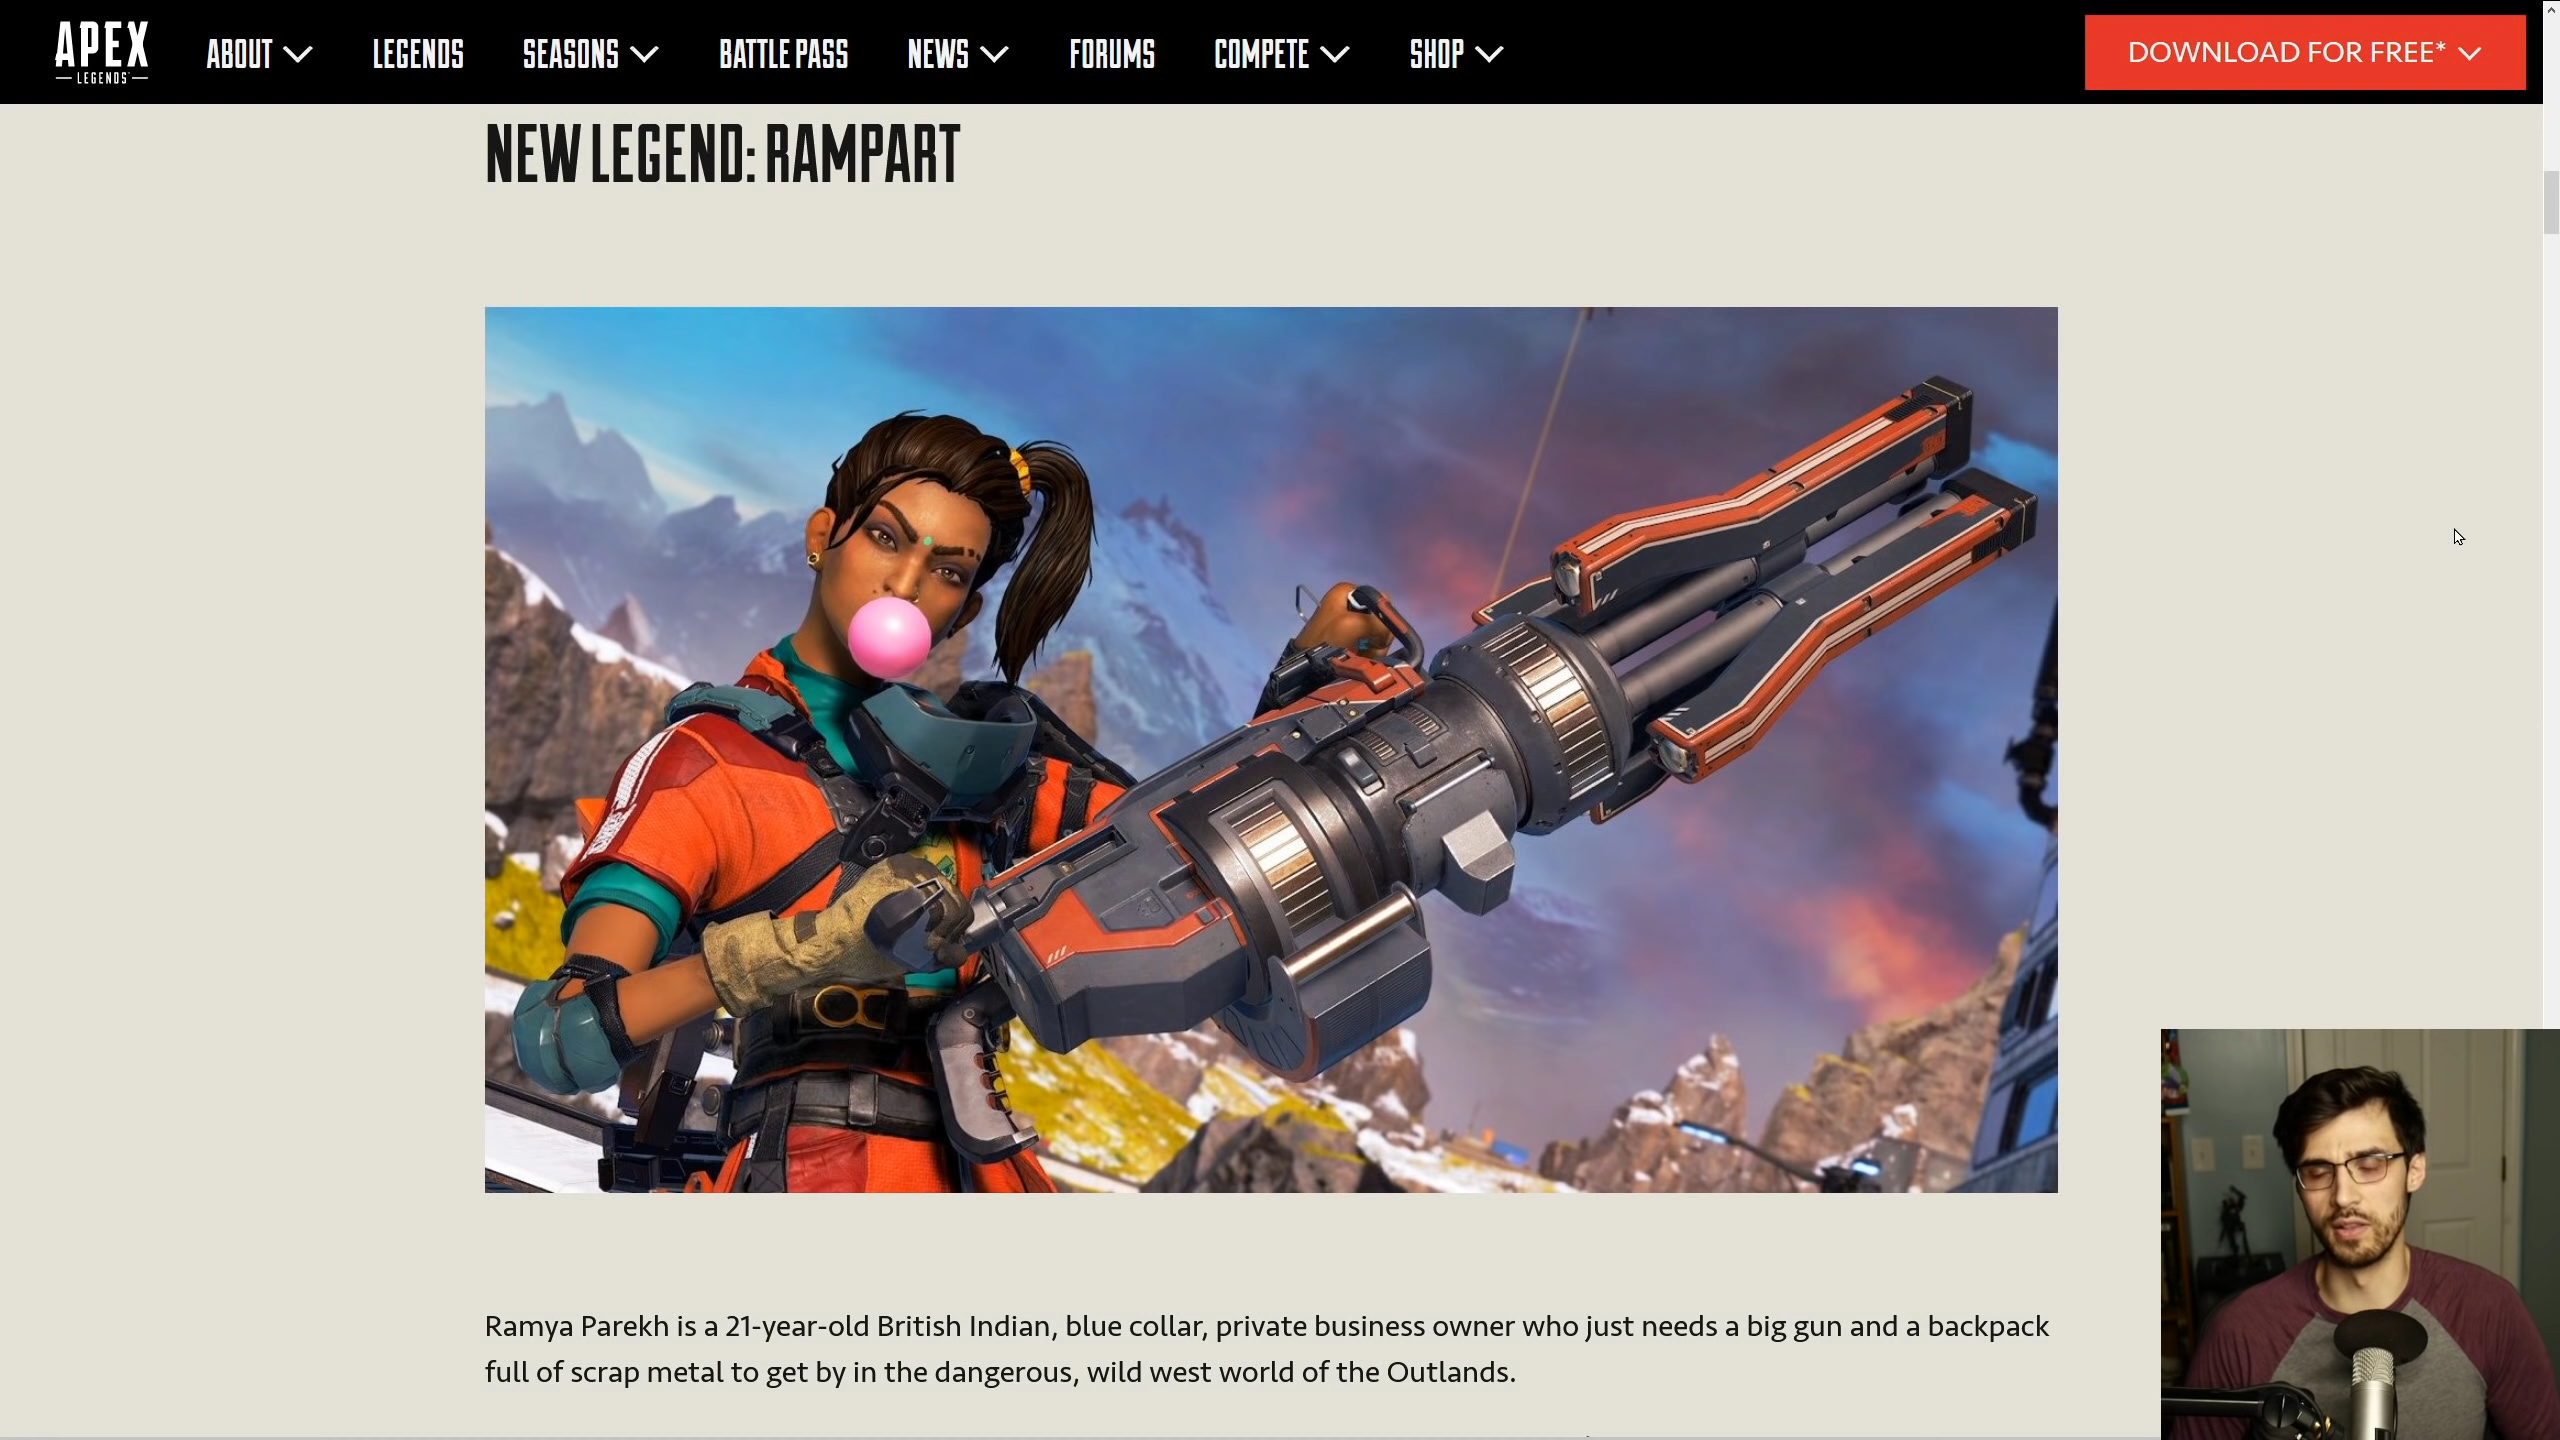 APEX
LEGENDS
ABOUT
LEGENDS
SEASONS
BATTLE PASS
NEWS
FORUMS
COMPETE
SHOP
DOWNLOAD FOR FREE*
NEW LEGEND: RAMPART
Ramya Parekh is a 21-year-old British Indian, blue collar, private business owner who just needs a big gun and a backpack
full of scrap metal to get by in the dangerous, wild west world of the Outlands.